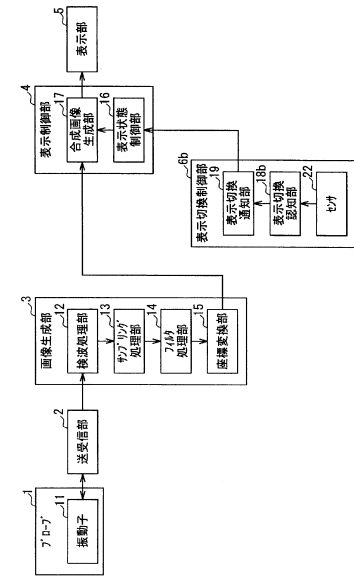 プローブ
1
振動子
11
送受信部
2
画像生成部
3
検波処理部
12
サンプリング
処理部
13
フィルタ
処理部
14
座標変換部
15
表示制御部
4
合成画像
生成部
17
表示状態
制御部
16
表示部
5
表示切換制御部
6b
表示切換
通知部
19
表示切換
認知部
18b
センサ
22